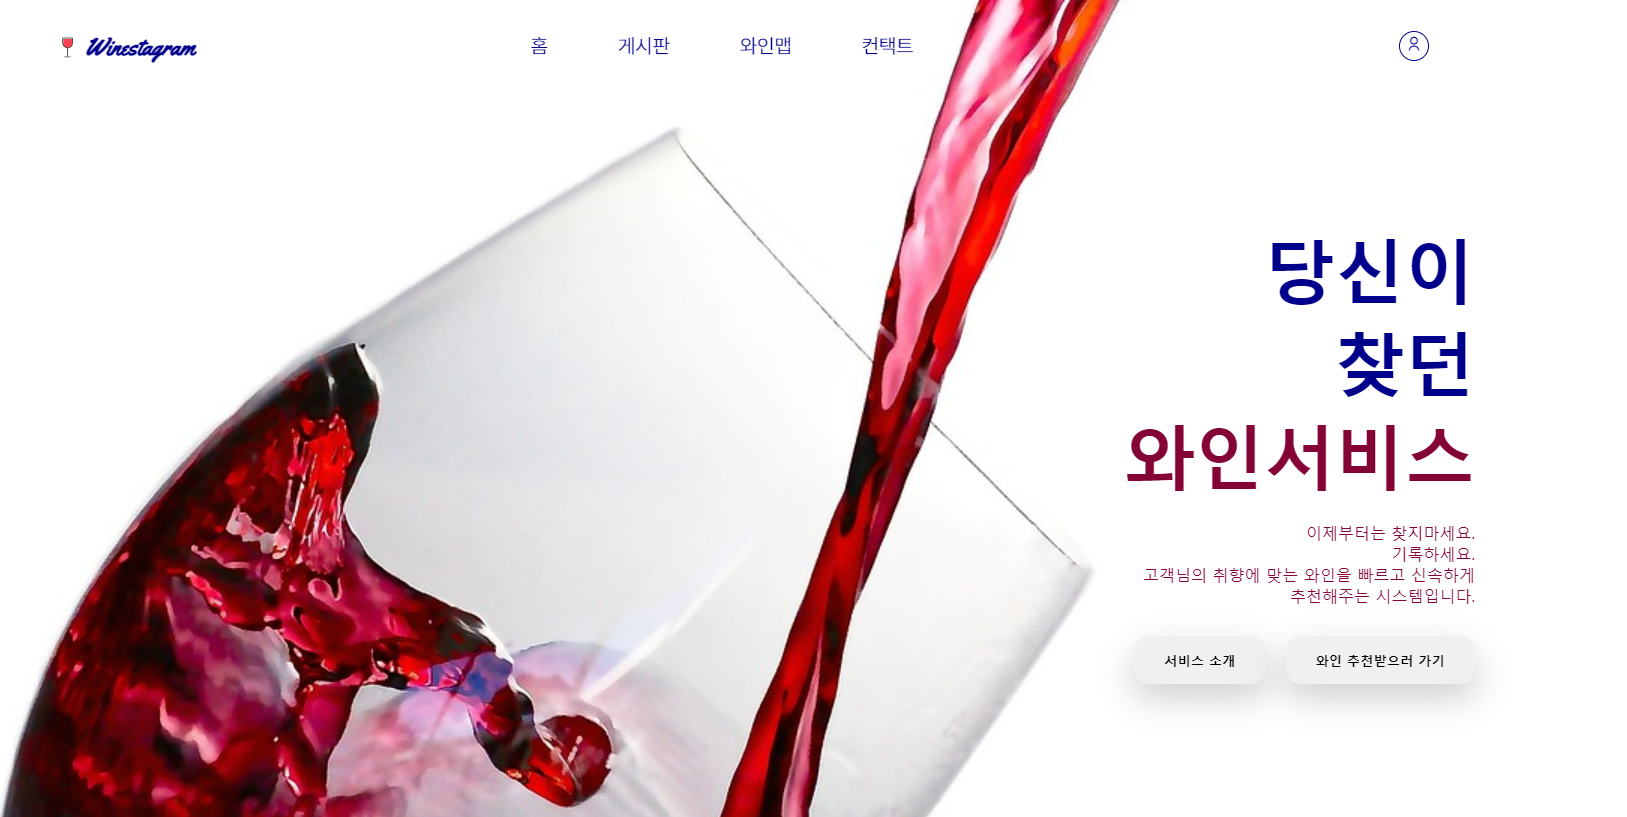 Winestagram
홈 게시판 와인맵 컨택트
당신이
찾던
와인서비스
이제부터는 찾지마세요.
기록하세요.
고객님의 취향에 맞는 와인을 빠르고 신속하게
추천해주는 시스템입니다.
서비스 소개 와인 추천받으러 가기